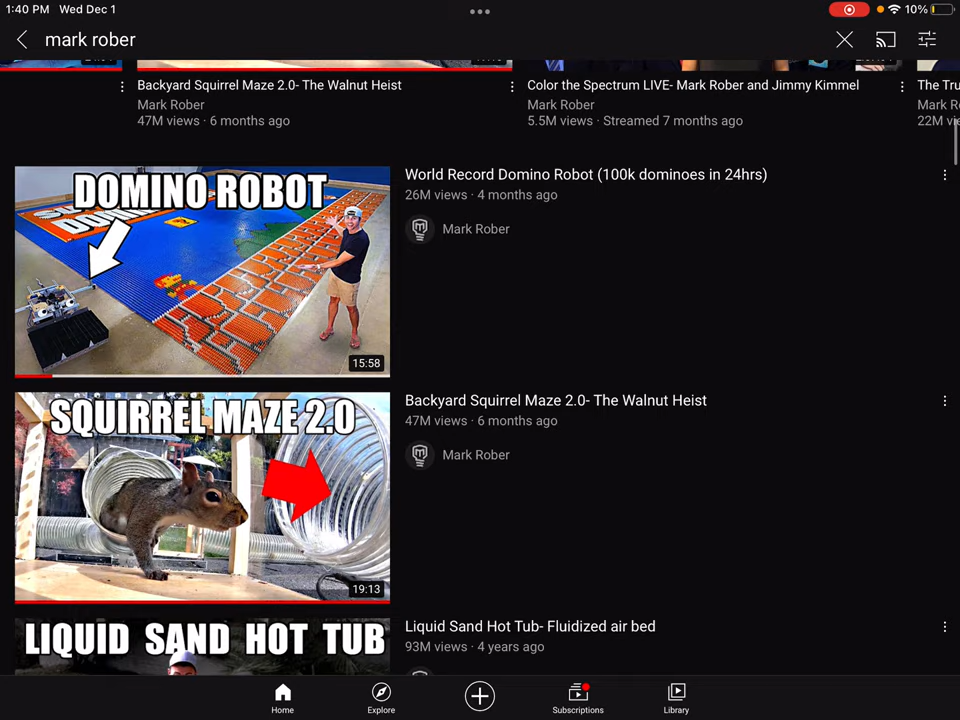 1:40 PM Wed Dec 1
10%
mark rober
Backyard Squirrel Maze 2.0- The Walnut Heist
Mark Rober
47M views · 6 months ago
Color the Spectrum LIVE- Mark Rober and Jimmy Kimmel
Mark Rober
5.5M views · Streamed 7 months ago
The Tru
Mark R
22M vi
DOMINO ROBOT
15:58
World Record Domino Robot (100k dominoes in 24hrs)
26M views · 4 months ago
Mark Rober
SQUIRREL MAZE 2.0
19:13
Backyard Squirrel Maze 2.0- The Walnut Heist
47M views · 6 months ago
Mark Rober
LIQUID SAND HOT TUB
Liquid Sand Hot Tub- Fluidized air bed
93M views · 4 years ago
Home
Explore
Subscriptions
Library